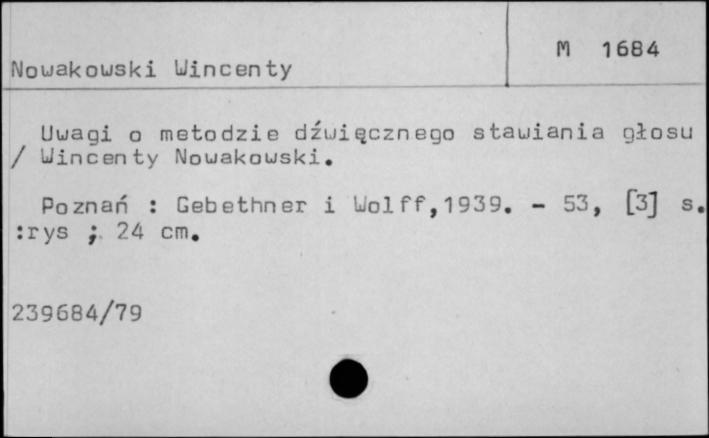 M 1684
Nowakowski Wincenty
Uwagi o metodzie dźwięcznego stawiania głosu
/ Wincenty Nowakowski.
Poznań : Gebethner i Wolff,1939. - 53, [3] s.
:rys ; 24 cm.
239684/79